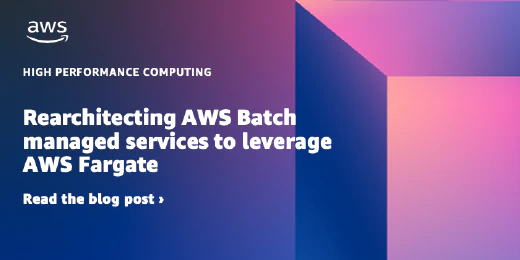 aws
HIGH PERFORMANCE COMPUTING
Rearchitecting AWS Batch
managed services to leverage
AWS Fargate
Read the blog post ›